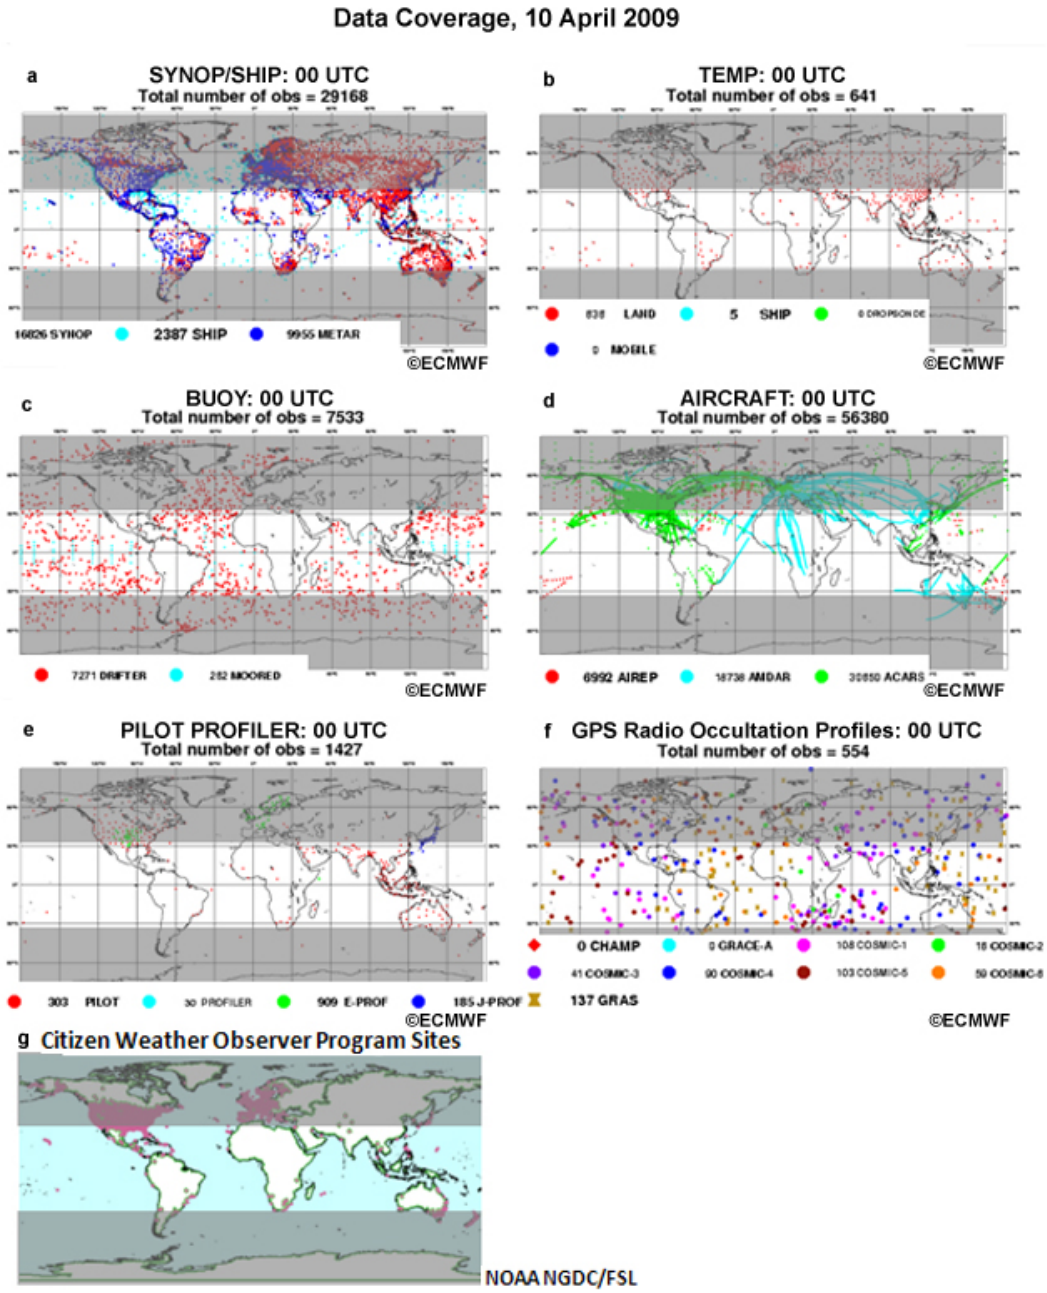 Data Coverage, 10 April 2009
a SYNOP/SHIP: 00 UTC
Total number of obs = 29168
16826 SYNOP 2387 SHIP 9955 METAR
©ECMWF
b TEMP: 00 UTC
Total number of obs = 641
636 LAND 5 SHIP 0 DROPSONDE
0 MOBILE
©ECMWF
c BUOY: 00 UTC
Total number of obs = 7533
7271 DRIFTER 262 MOORED
©ECMWF
d AIRCRAFT: 00 UTC
Total number of obs = 56380
6992 AIREP 18738 AMDAR 30650 ACARS
©ECMWF
e PILOT PROFILER: 00 UTC
Total number of obs = 1427
303 PILOT 30 PROFILER 909 E-PROF 185 J-PROF
©ECMWF
f GPS Radio Occultation Profiles: 00 UTC
Total number of obs = 554
0 CHAMP 0 GRACE-A 108 COSMIC-1 16 COSMIC-2
41 COSMIC-3 90 COSMIC-4 103 COSMIC-5 59 COSMIC-6
137 GRAS
©ECMWF
g Citizen Weather Observer Program Sites
NOAA NGDC/FSL